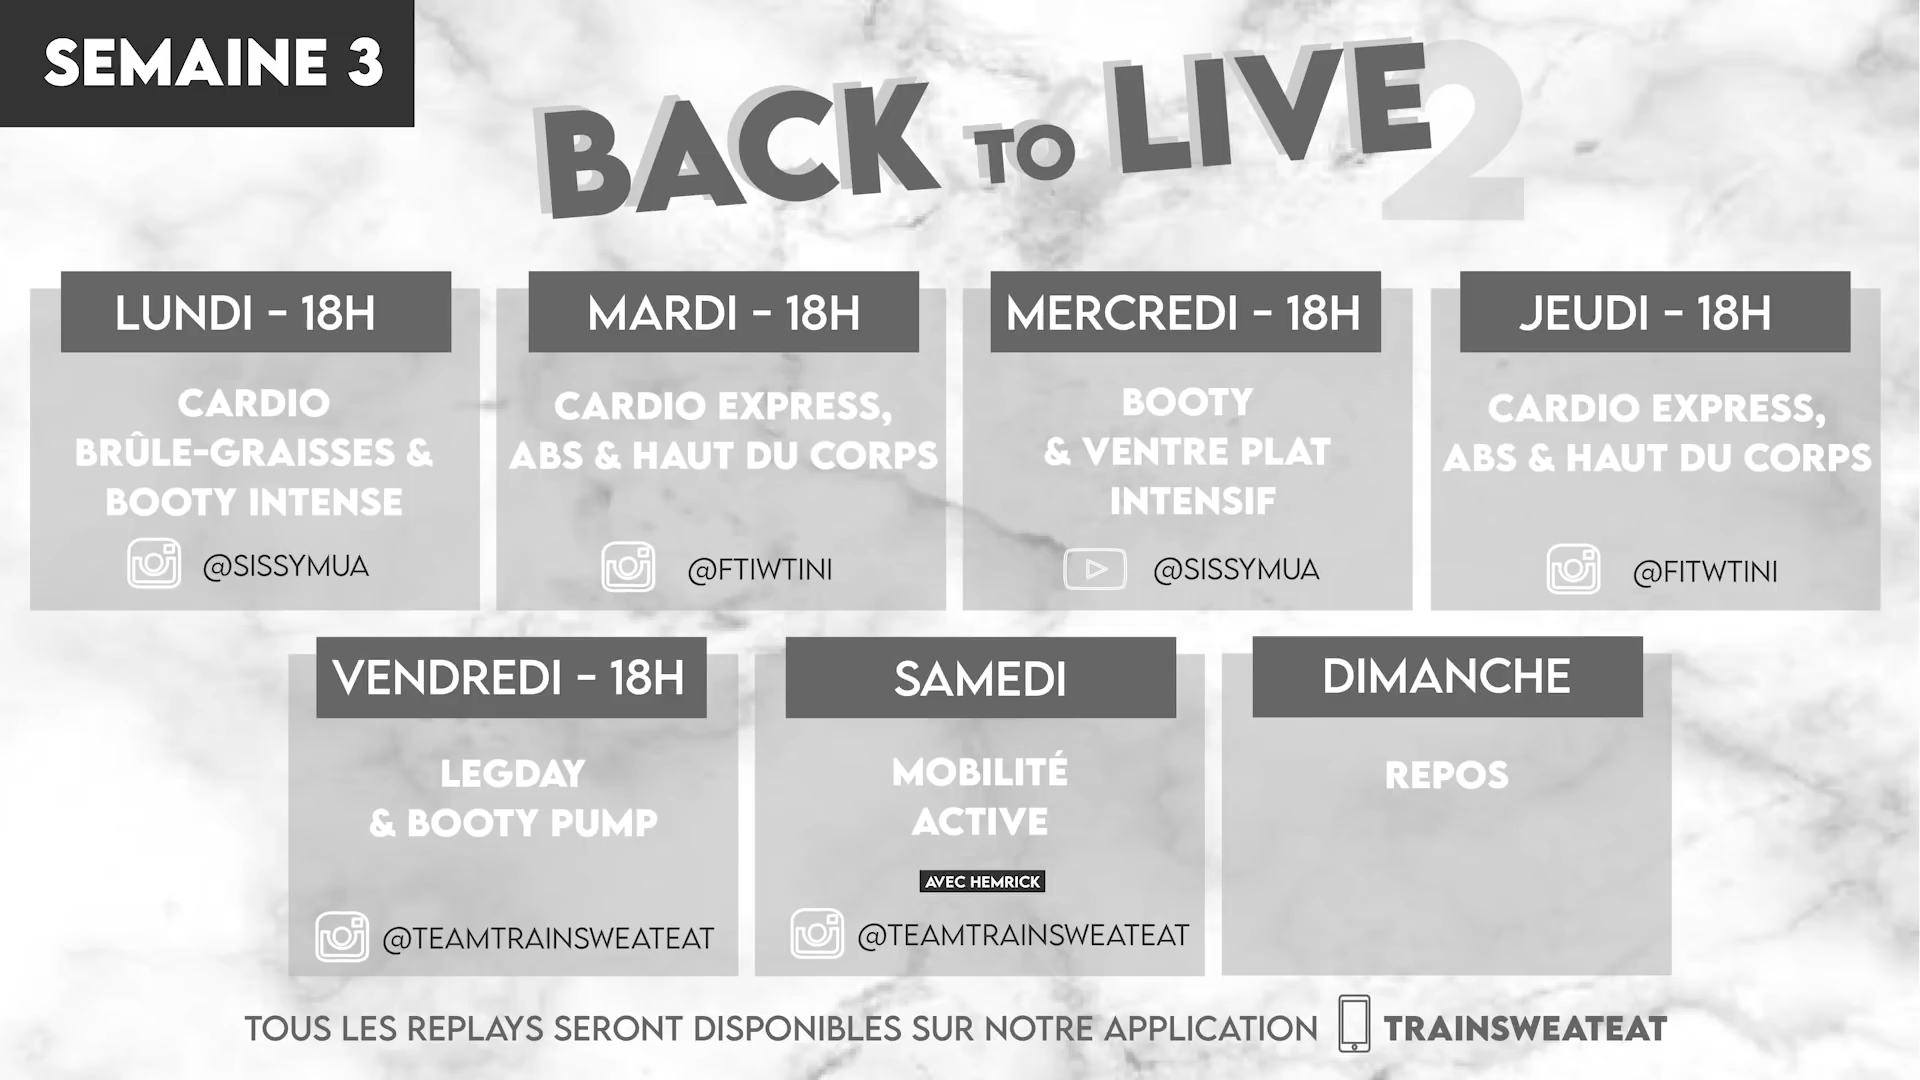 SEMAINE 3
BACK TO LIVE 2
LUNDI - 18H
CARDIO
BRÛLE-GRAISSES &
BOOTY INTENSE
@SISSYMUA
MARDI - 18H
CARDIO EXPRESS,
ABS & HAUT DU CORPS
@FTIWTINI
MERCREDI - 18H
BOOTY
& VENTRE PLAT
INTENSIF
@SISSYMUA
JEUDI - 18H
CARDIO EXPRESS,
ABS & HAUT DU CORPS
@FITWTINI
VENDREDI - 18H
LEGDAY
& BOOTY PUMP
@TEAMTRAINSWEATEAT
SAMEDI
MOBILITÉ
ACTIVE
AVEC HEMRICK
@TEAMTRAINSWEATEAT
DIMANCHE
REPOS
TOUS LES REPLAYS SERONT DISPONIBLES SUR NOTRE APPLICATION TRAINSWEATEAT